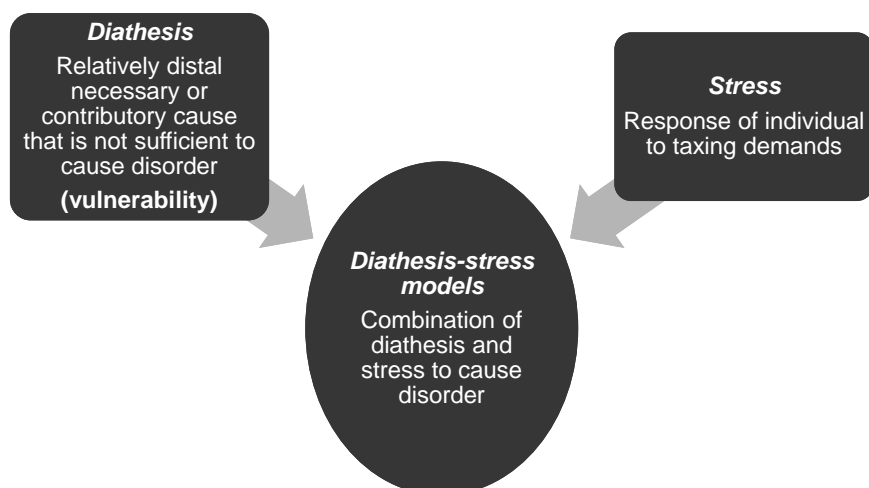 Diathesis
Relatively distal
necessary or
contributory cause
that is not sufficient to
cause disorder
(vulnerability)
Stress
Response of individual
to taxing demands
Diathesis-stress
models
Combination of
diathesis and
stress to cause
disorder